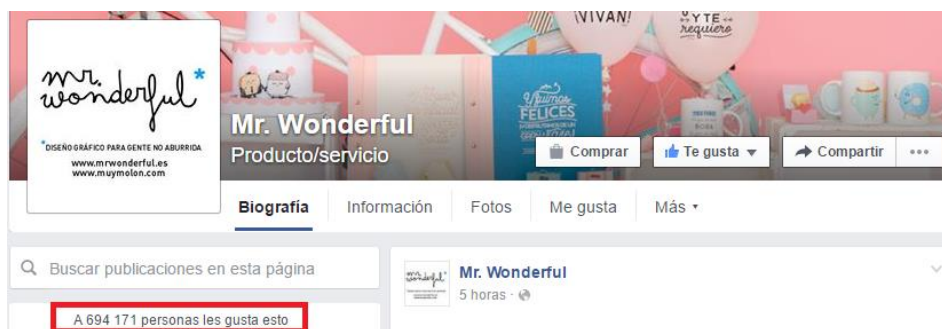 ¡VIVAN!
Y TE
requiero
mr.
wonderful*
*DISEÑO GRÁFICO PARA GENTE NO ABURRIDA
www.mrwonderful.es
www.muymolon.com
FELICES
Mr. Wonderful
Producto/servicio
Comprar
Te gusta
Compartir
Biografía
Información
Fotos
Me gusta
Más
Buscar publicaciones en esta página
Mr. Wonderful
5 horas ·
A 694 171 personas les gusta esto